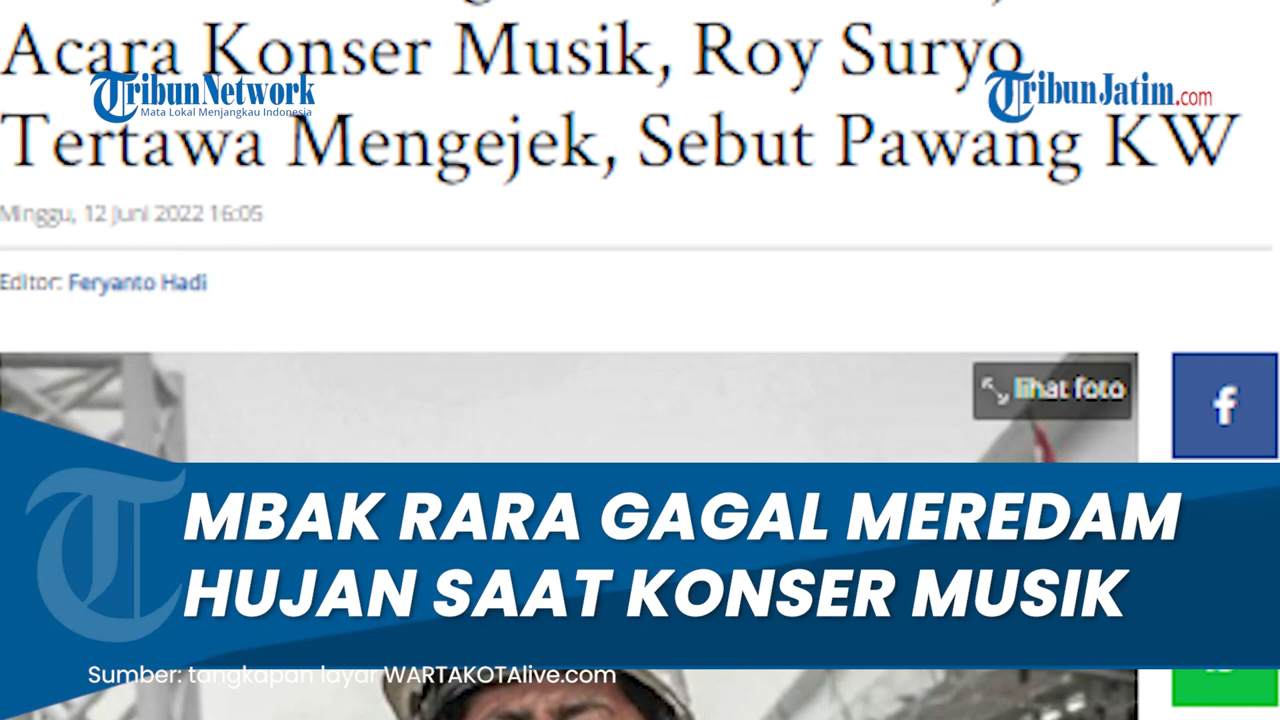 Acara Konser Musik, Roy Suryo
TribunNetwork
Mata Lokal Menjangkau Indonesia
TribunJatim.com
Tertawa Mengejek, Sebut Pawang KW
Minggu, 12 Juni 2022 16:05
Editor: Feryanto Hadi
lihat foto
f
T
MBAK RARA GAGAL MEREDAM
HUJAN SAAT KONSER MUSIK
Sumber: tangkapan layar WARTAKOTAlive.com